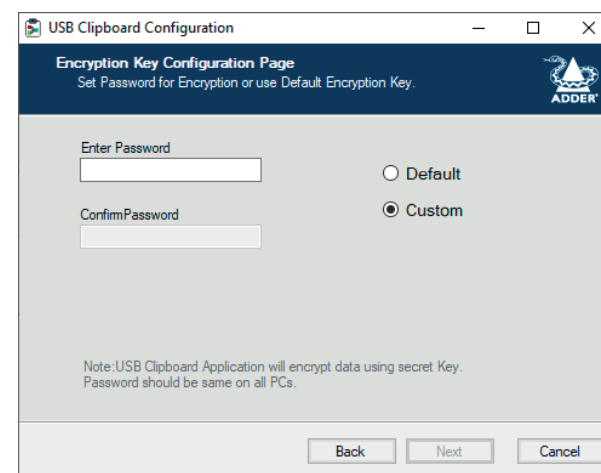 USB Clipboard Configuration
Encryption Key Configuration Page
Set Password for Encryption or use Default Encryption Key.
ADDER®
Enter Password
Default
Custom
ConfirmPassword
Note:USB Clipboard Application will encrypt data using secret Key.
Password should be same on all PCs.
Back
Next
Cancel